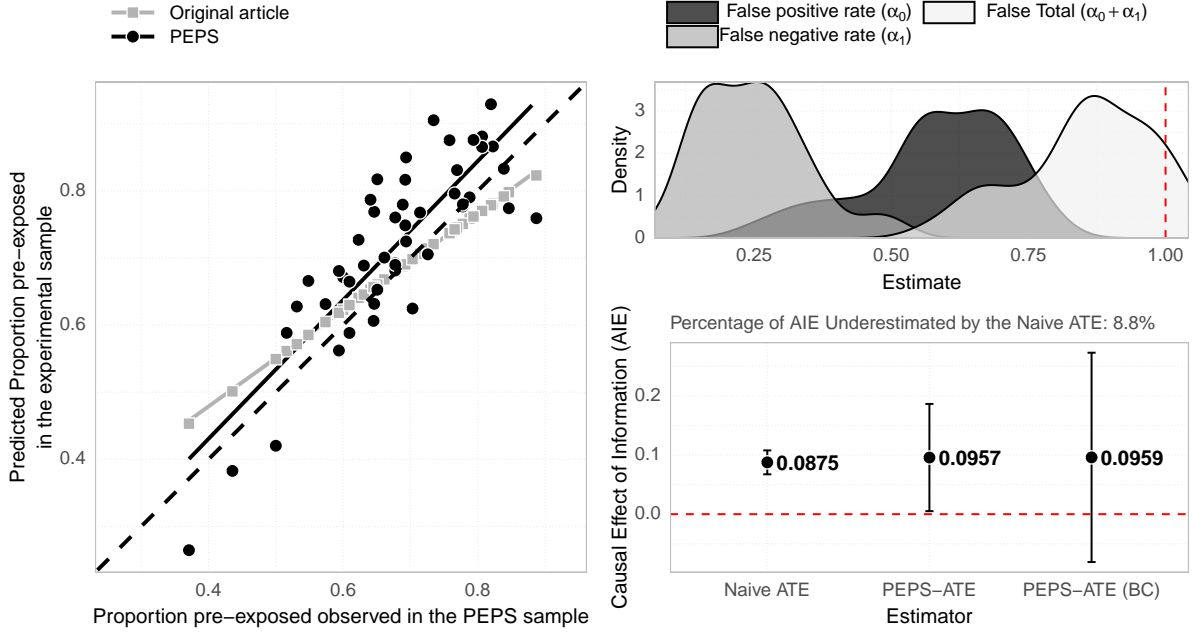 Original article
PEPS
Predicted Proportion pre−exposed
in the experimental sample
0.8
0.6
0.4
0.4 0.6 0.8
Proportion pre−exposed observed in the PEPS sample
False positive rate (α0) False Total (α0 + α1)
False negative rate (α1)
Density
3
2
1
0
0.25 0.50 0.75 1.00
Estimate
Percentage of AIE Underestimated by the Naive ATE: 8.8%
Causal Effect of Information (AIE)
0.2
0.1
0.0
0.0875 0.0957 0.0959
Naive ATE PEPS−ATE PEPS−ATE (BC)
Estimator